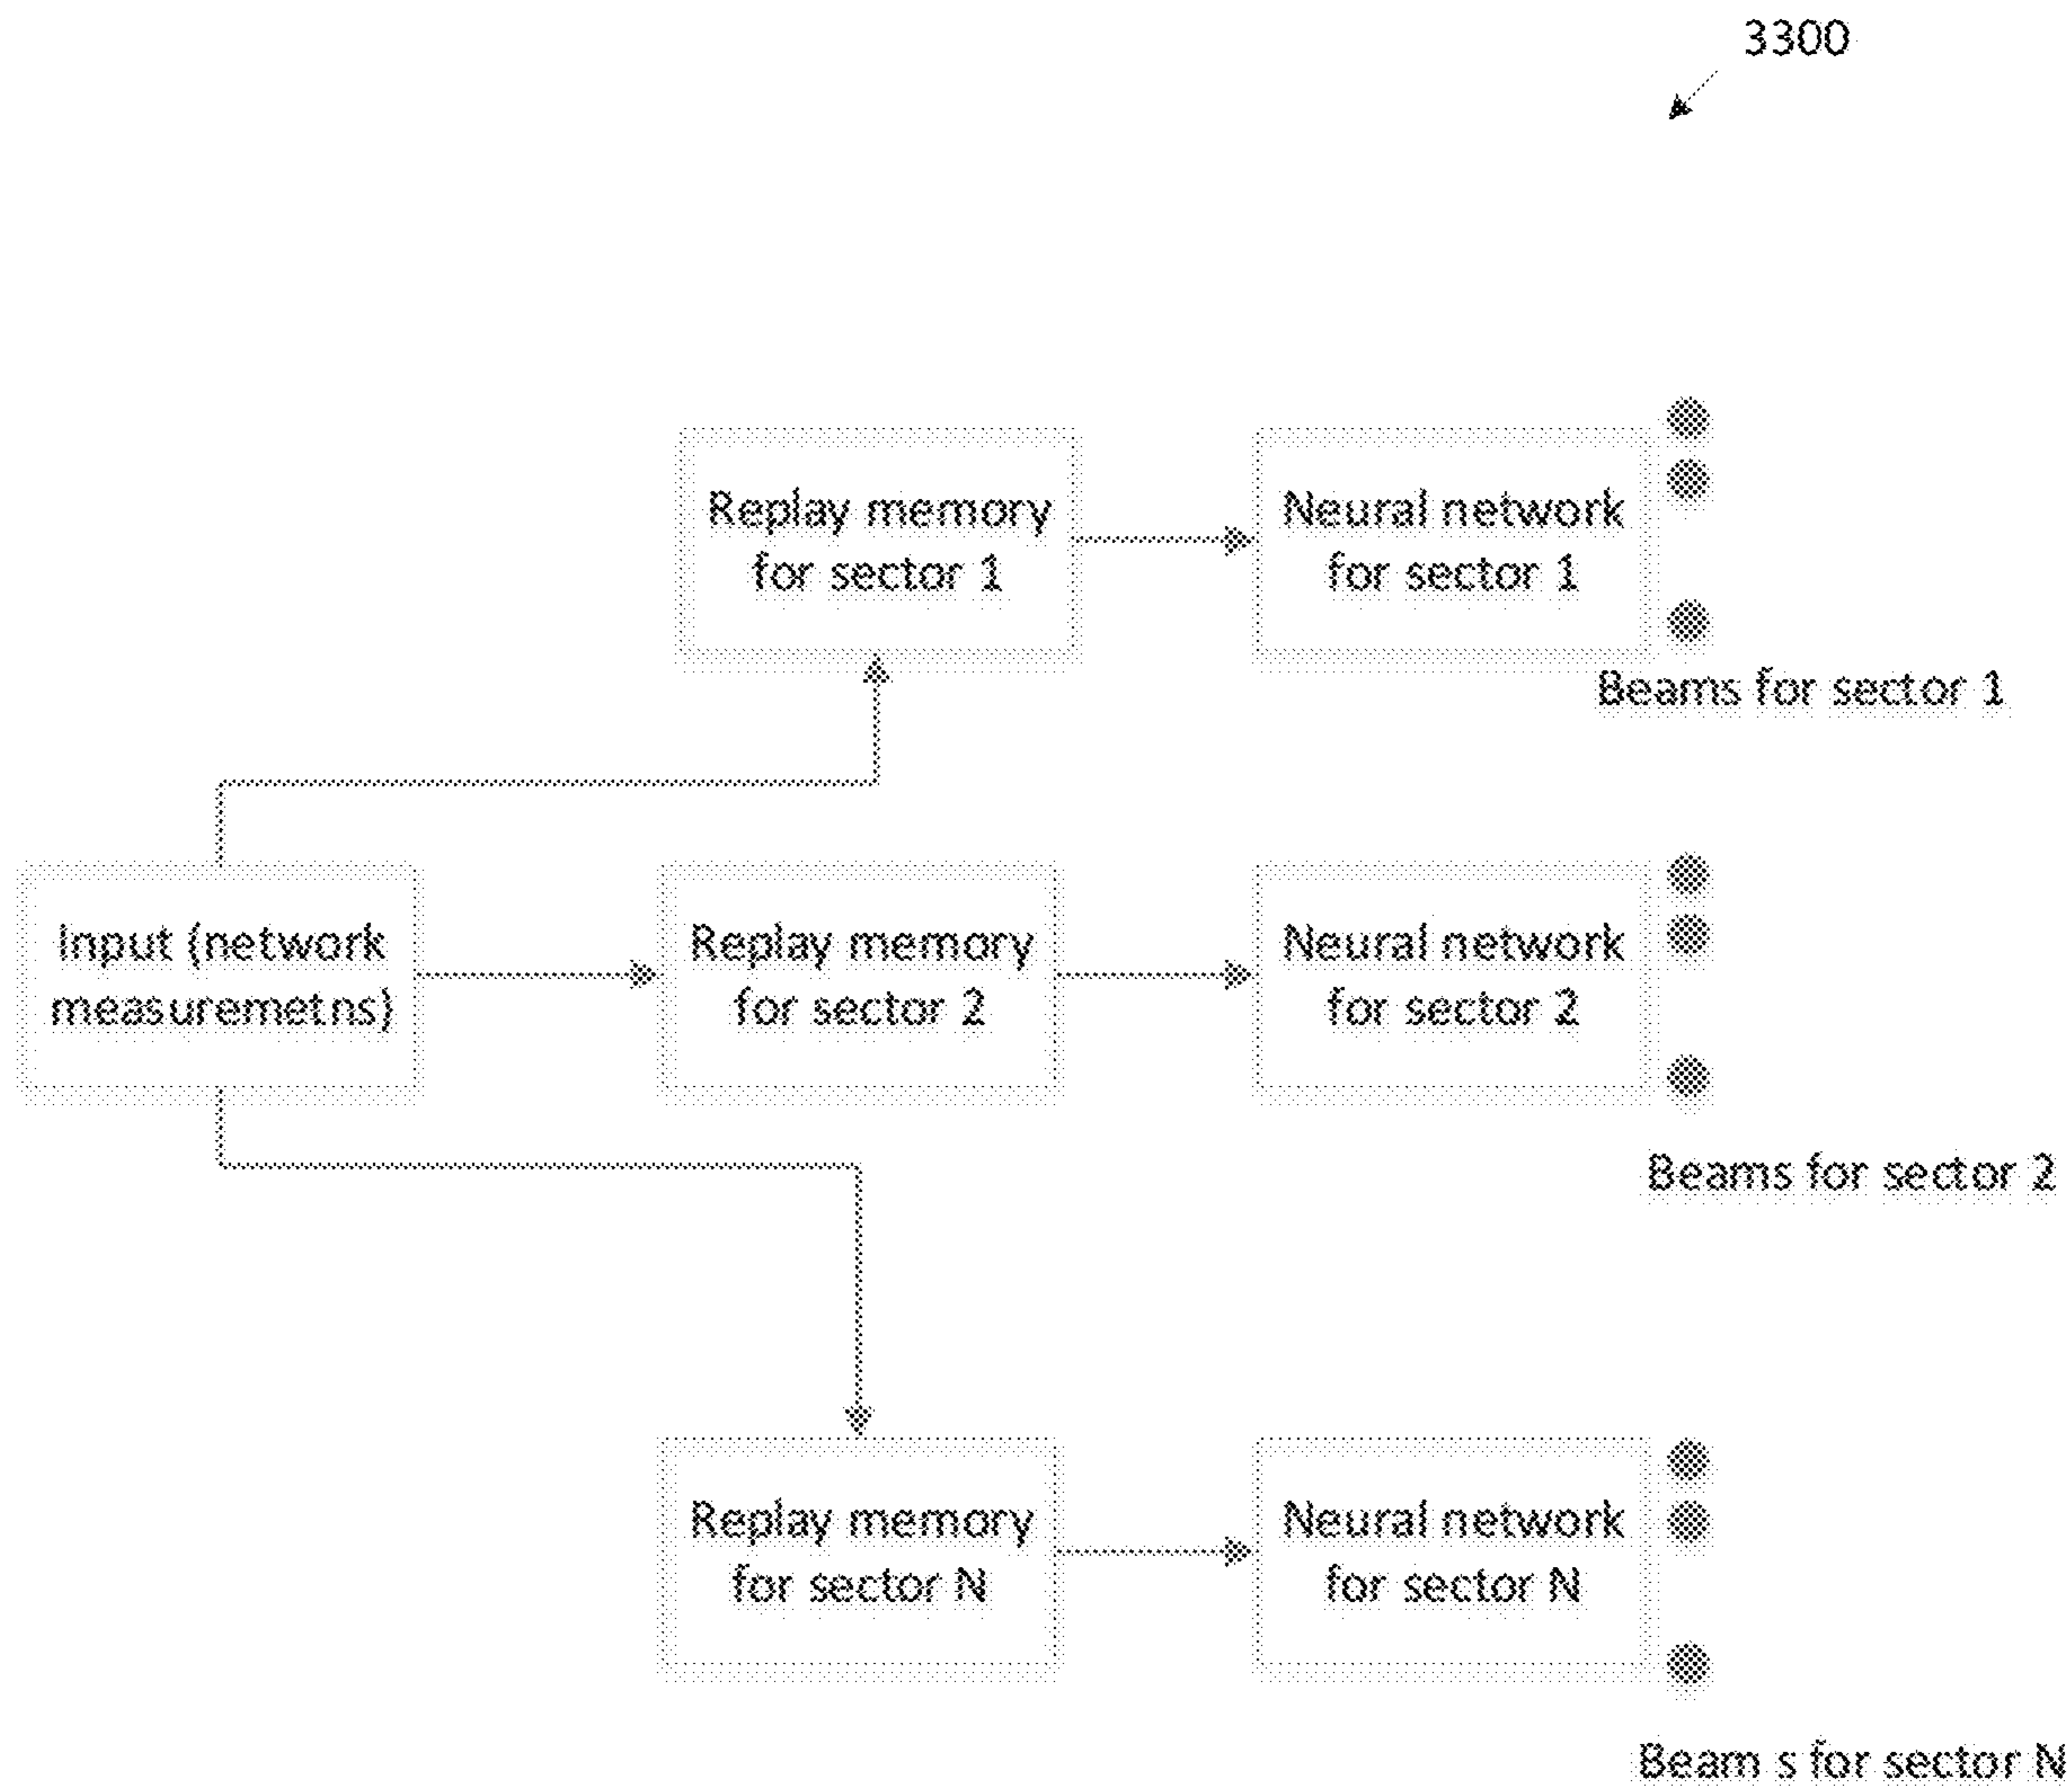 3300
Replay memory
for sector 1
Neural network
for sector 1
Beams for sector 1
Input (network
measuremetns)
Replay memory
for sector 2
Neural network
for sector 2
Beams for sector 2
Replay memory
for sector N
Neural network
for sector N
Beam s for sector N